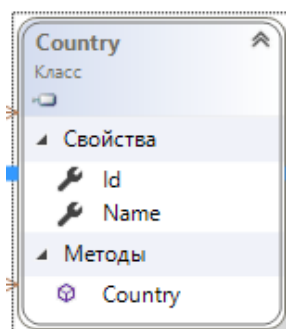 Country
Класс
Свойства
Id
Name
Методы
Country